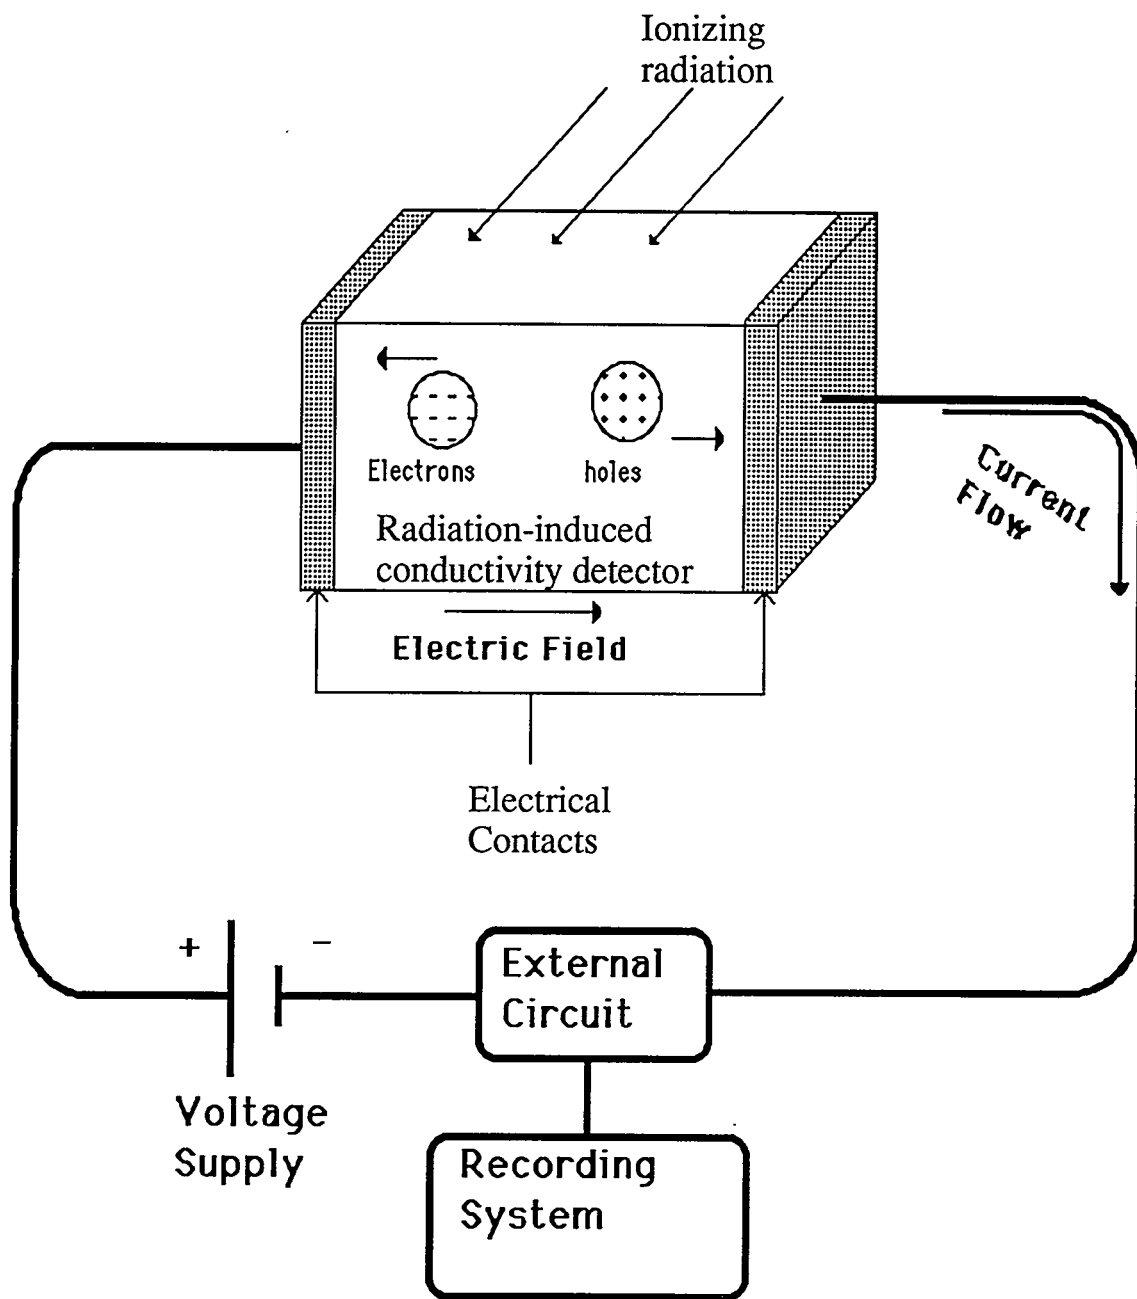 Ionizing
radiation
Electrons
holes
Radiation-induced
conductivity detector
Electric Field
Current
Flow
Electrical
Contacts
+
−
External
Circuit
Voltage
Supply
Recording
System